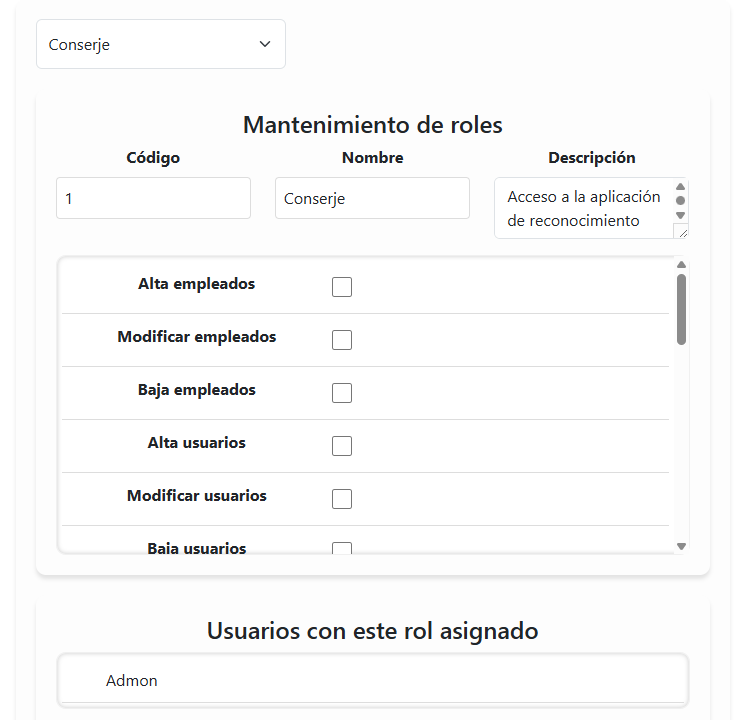 Conserje
Mantenimiento de roles
Código Nombre Descripción
1 Conserje Acceso a la aplicación
de reconocimiento
Alta empleados
Modificar empleados
Baja empleados
Alta usuarios
Modificar usuarios
Baja usuarios
Usuarios con este rol asignado
Admon